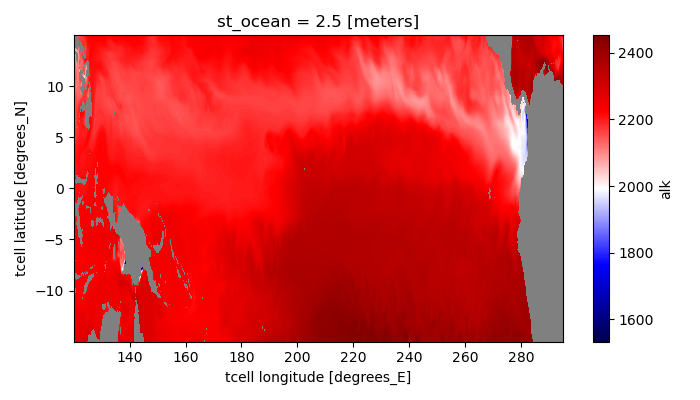 st_ocean = 2.5 [meters]
tcell latitude [degrees_N]
10
5
0
−5
−10
140 160 180 200 220 240 260 280
tcell longitude [degrees_E]
2400
2200
2000
1800
1600
alk